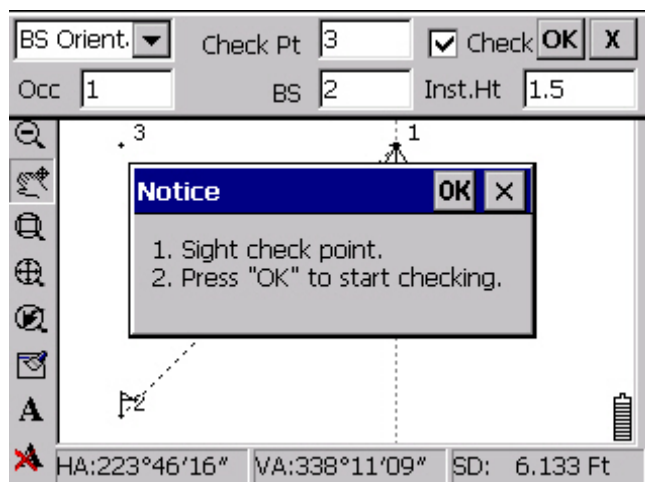 BS Orient. Check Pt 3 Check OK X
Occ 1 BS 2 Inst.Ht 1.5
3 1
Notice OK ×
1. Sight check point.
2. Press "OK" to start checking.
2
A
A
HA:223°46'16" VA:338°11'09" SD: 6.133 Ft